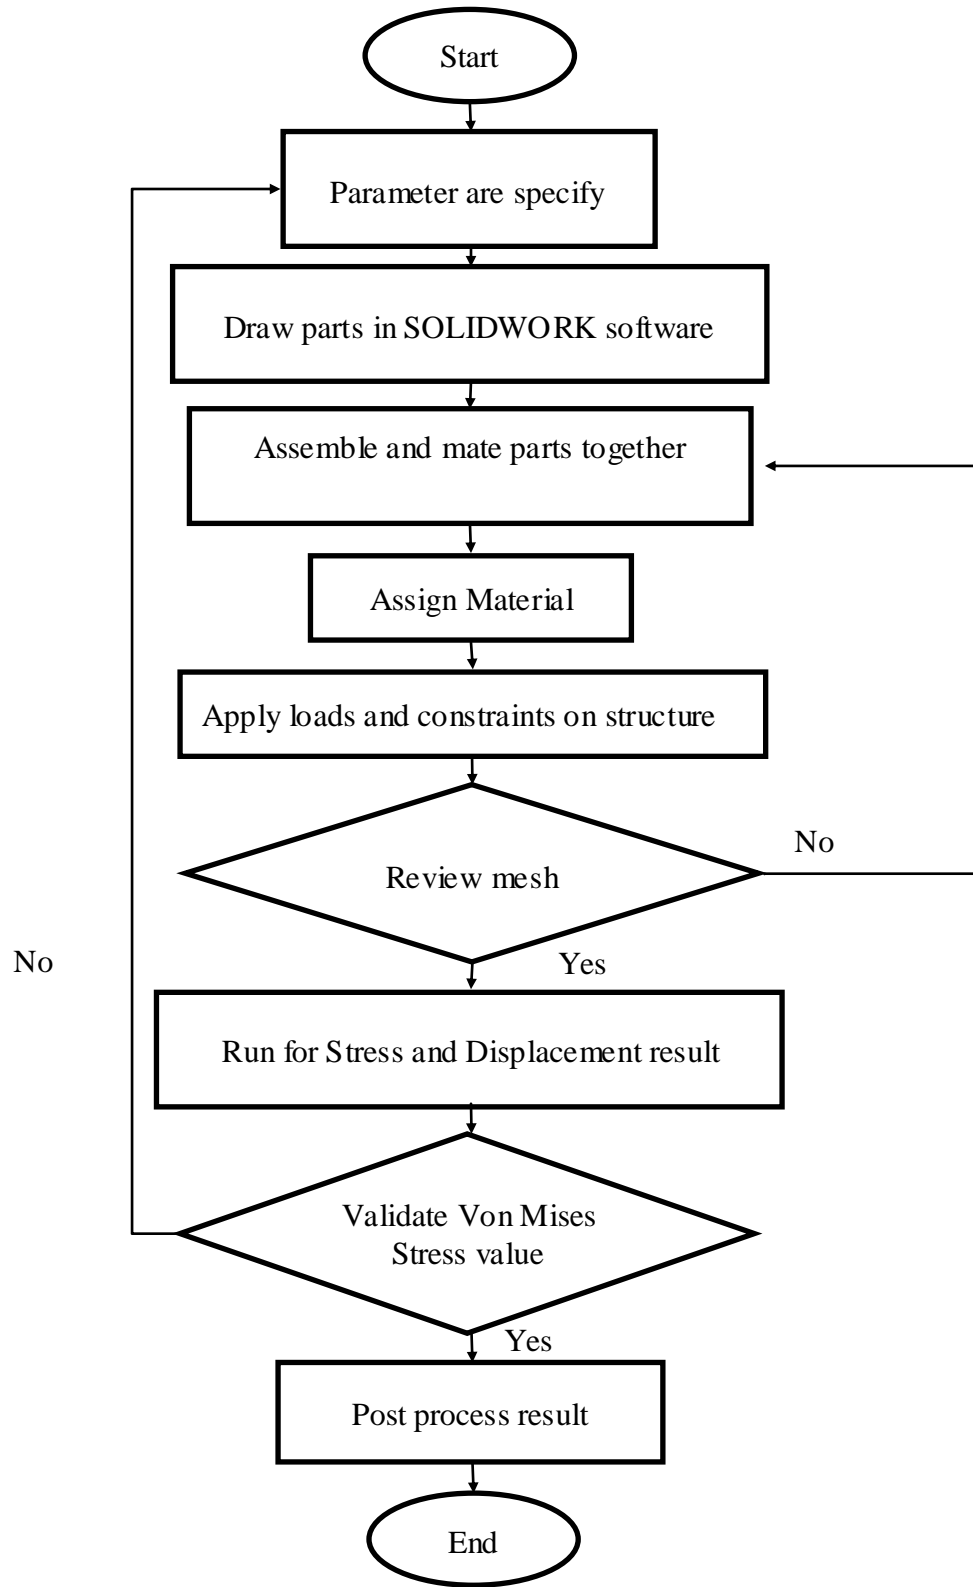 Start
Parameter are specify
Draw parts in SOLIDWORK software
Assemble and mate parts together
Assign Material
Apply loads and constraints on structure
No
Review mesh
No
Yes
Run for Stress and Displacement result
Validate Von Mises
Stress value
Yes
Post process result
End